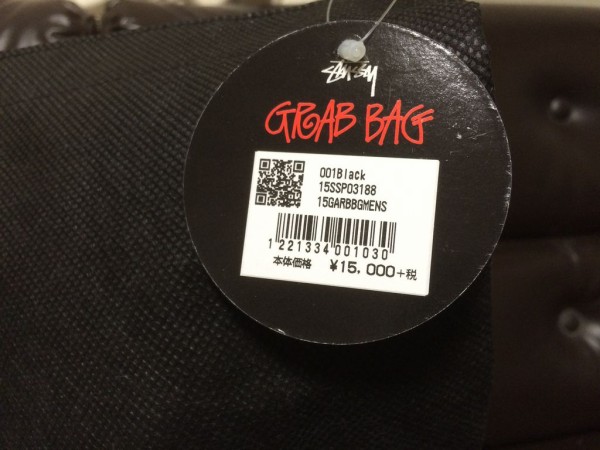 STÜSSY
GRAB BAG
001Black
15SSP03188
15GARBBGMENS
1 221334 001030
本体価格 ¥15,000+税